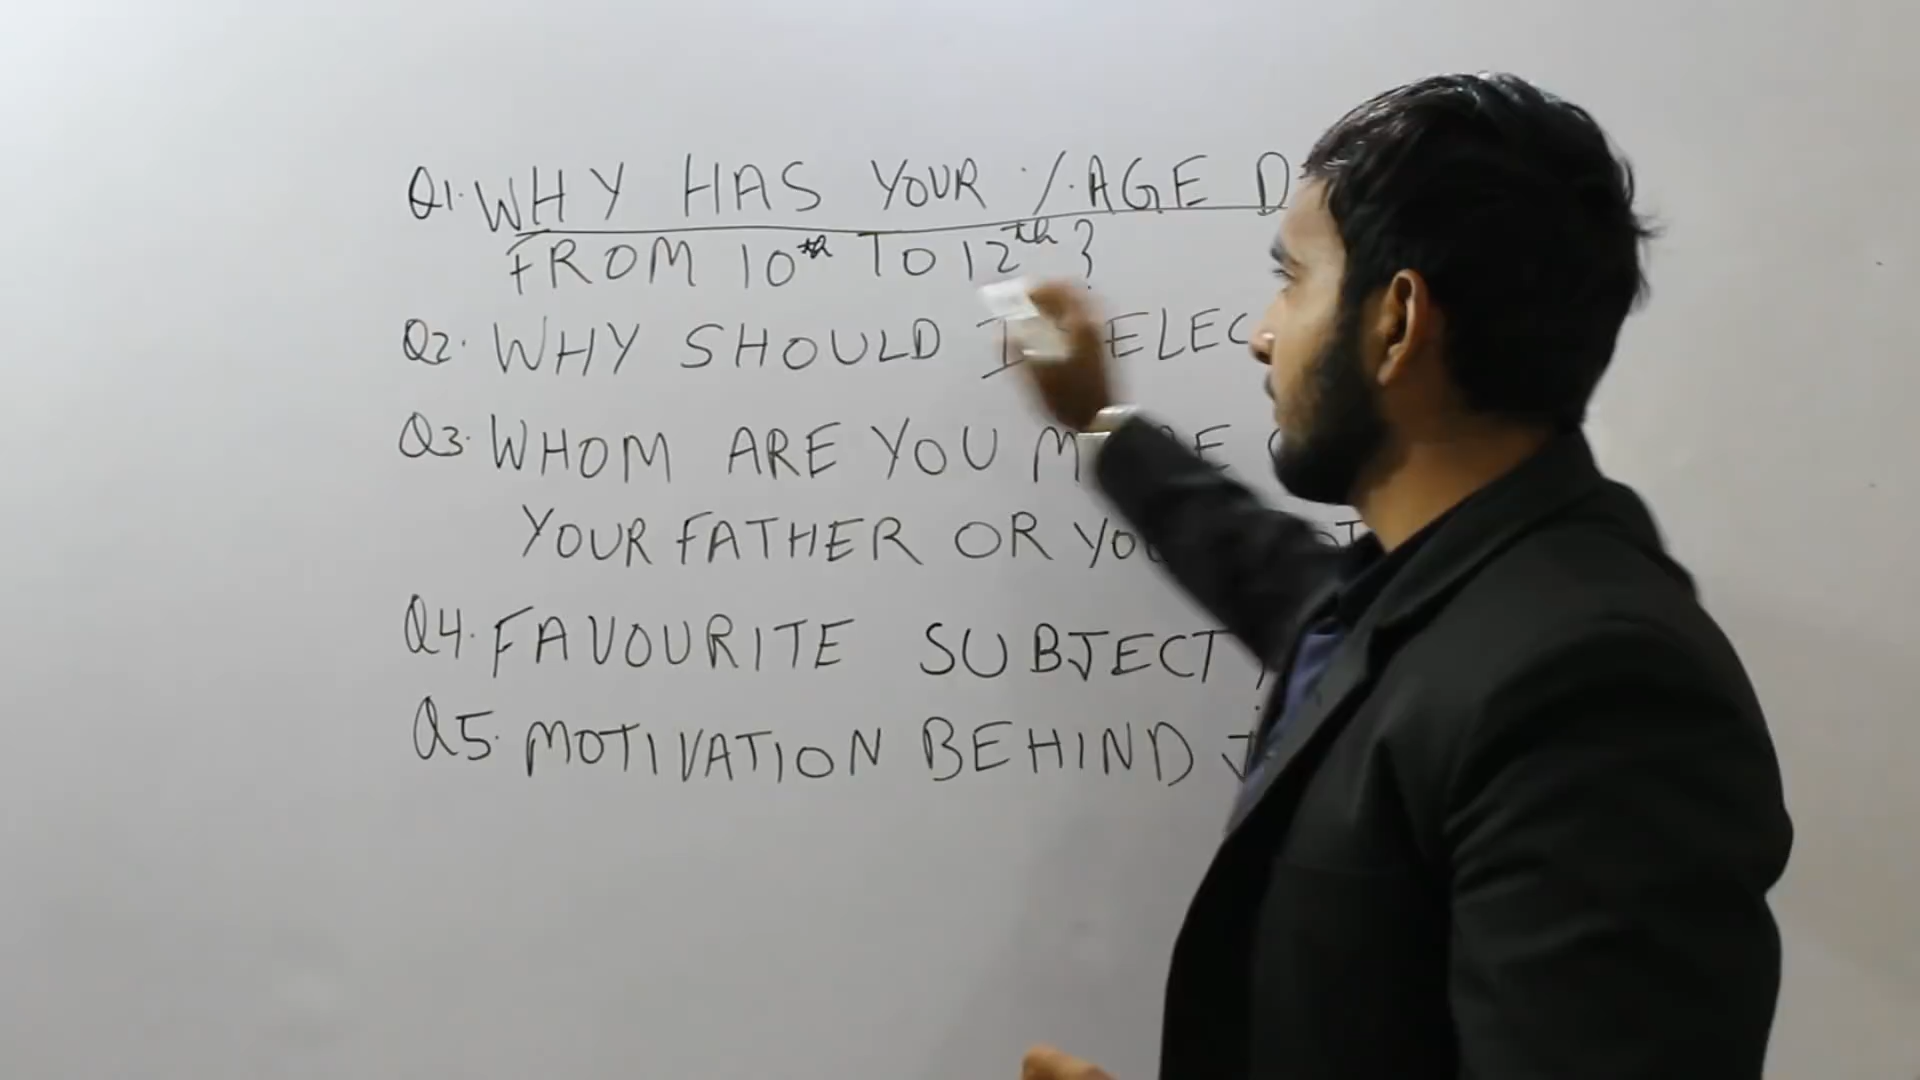 Q1. WHY HAS YOUR %AGE
FROM 10th TO 12th ?
Q2. WHY SHOULD I
Q3. WHOM ARE YOU
YOUR FATHER OR
Q4. FAVOURITE SUBJECT
Q5. MOTIVATION BEHIND